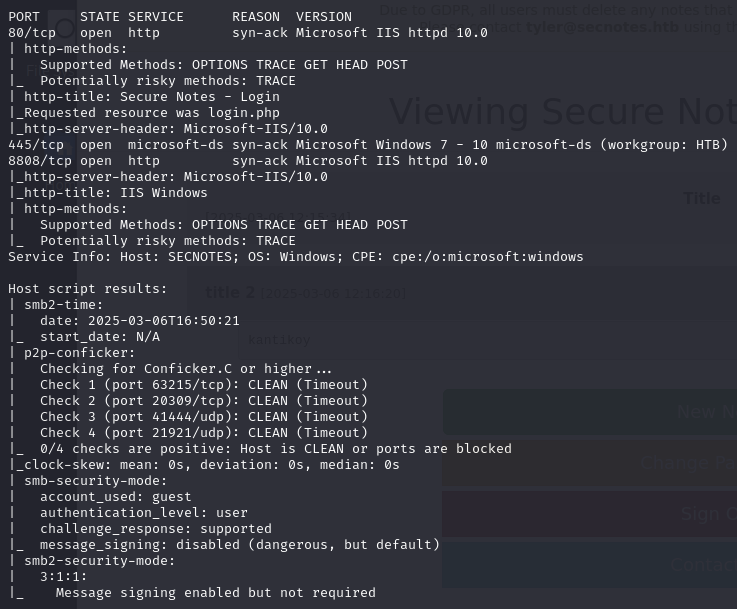 PORT     STATE SERVICE      REASON  VERSION
80/tcp   open  http         syn-ack Microsoft IIS httpd 10.0
| http-methods:
|   Supported Methods: OPTIONS TRACE GET HEAD POST
|_  Potentially risky methods: TRACE
| http-title: Secure Notes - Login
|_Requested resource was login.php
|_http-server-header: Microsoft-IIS/10.0
445/tcp  open  microsoft-ds syn-ack Microsoft Windows 7 - 10 microsoft-ds (workgroup: HTB)
8808/tcp open  http         syn-ack Microsoft IIS httpd 10.0
|_http-server-header: Microsoft-IIS/10.0
|_http-title: IIS Windows
| http-methods:
|   Supported Methods: OPTIONS TRACE GET HEAD POST
|_  Potentially risky methods: TRACE
Service Info: Host: SECNOTES; OS: Windows; CPE: cpe:/o:microsoft:windows

Host script results:
| smb2-time:
|   date: 2025-03-06T16:50:21
|_  start_date: N/A
| p2p-conficker:
|   Checking for Conficker.C or higher...
|   Check 1 (port 63215/tcp): CLEAN (Timeout)
|   Check 2 (port 20309/tcp): CLEAN (Timeout)
|   Check 3 (port 41444/udp): CLEAN (Timeout)
|   Check 4 (port 21921/udp): CLEAN (Timeout)
|_  0/4 checks are positive: Host is CLEAN or ports are blocked
|_clock-skew: mean: 0s, deviation: 0s, median: 0s
| smb-security-mode:
|   account_used: guest
|   authentication_level: user
|   challenge_response: supported
|_  message_signing: disabled (dangerous, but default)
| smb2-security-mode:
|   3:1:1:
|_    Message signing enabled but not required
Due to GDPR, all users must delete any notes that
Please contact tyler@secnotes.htb using
Viewing Secure Not
Title
title 2 [2025-03-06 12:16:20]
New N
Change Pa
Sign O
Contac